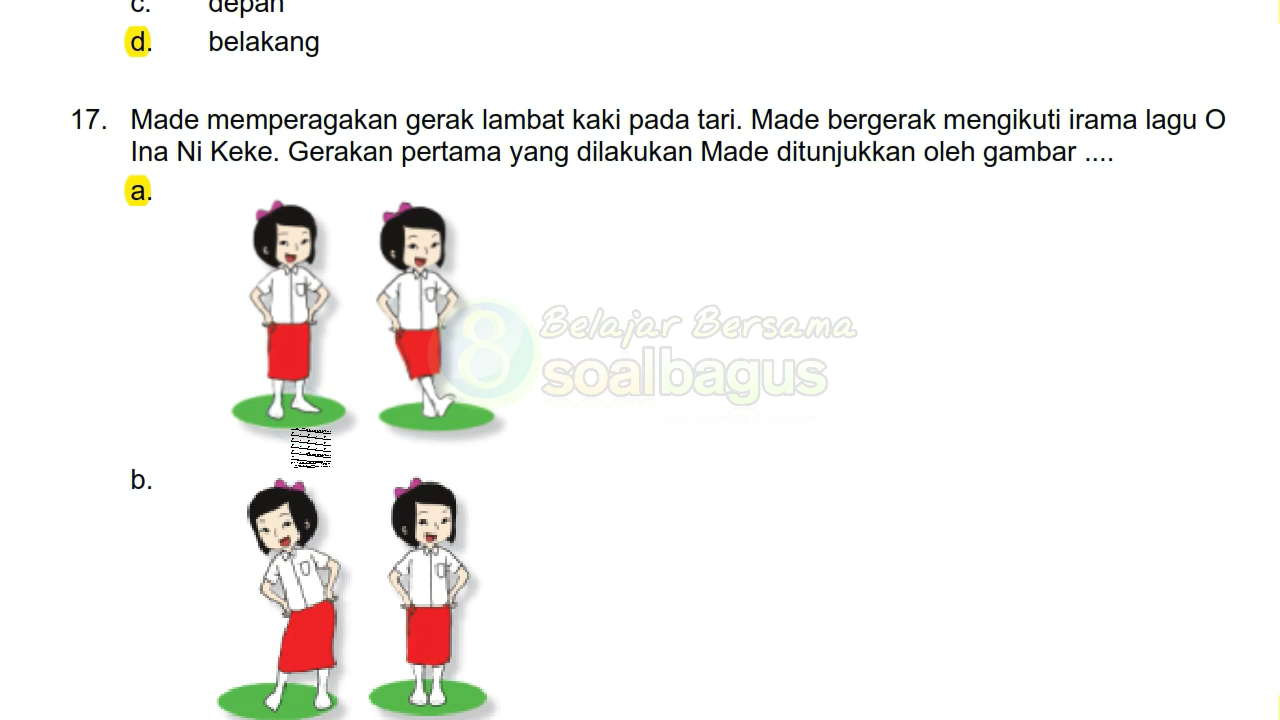 c. depan
d. belakang
17. Made memperagakan gerak lambat kaki pada tari. Made bergerak mengikuti irama lagu O
Ina Ni Keke. Gerakan pertama yang dilakukan Made ditunjukkan oleh gambar ....
a.
8 Belajar Bersama
soalbagus
b.